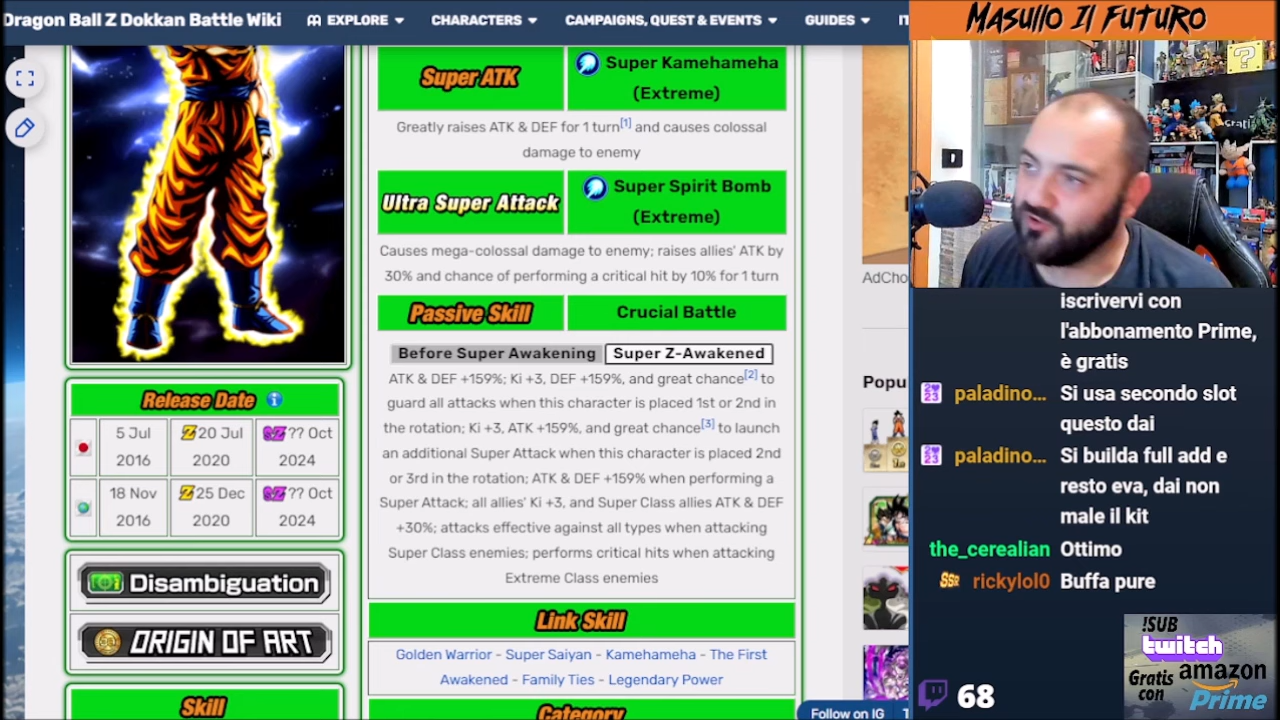 Dragon Ball Z Dokkan Battle Wiki
EXPLORE
CHARACTERS
CAMPAIGNS, QUEST & EVENTS
GUIDES
Masullo Il Futuro
Super ATK
Super Kamehameha
(Extreme)
Greatly raises ATK & DEF for 1 turn[1] and causes colossal
damage to enemy
Ultra Super Attack
Super Spirit Bomb
(Extreme)
Causes mega-colossal damage to enemy; raises allies' ATK by
30% and chance of performing a critical hit by 10% for 1 turn
Passive Skill
Crucial Battle
Before Super Awakening
Super Z-Awakened
ATK & DEF +159%; Ki +3, DEF +159%, and great chance[2] to
guard all attacks when this character is placed 1st or 2nd in
the rotation; Ki +3, ATK +159%, and great chance[3] to launch
an additional Super Attack when this character is placed 2nd
or 3rd in the rotation; ATK & DEF +159% when performing a
Super Attack; all allies' Ki +3, and Super Class allies ATK & DEF
+30%; attacks effective against all types when attacking
Super Class enemies; performs critical hits when attacking
Extreme Class enemies
Link Skill
Golden Warrior - Super Saiyan - Kamehameha - The First
Awakened - Family Ties - Legendary Power
Category
Release Date
5 Jul
2016
Z 20 Jul
2020
SZ ?? Oct
2024
18 Nov
2016
Z 25 Dec
2020
SZ ?? Oct
2024
Disambiguation
ORIGIN OF ART
Skill
AdCho
Popu
Follow on IG
iscrivervi con
l'abbonamento Prime,
è gratis
paladino... Si usa secondo slot
questo dai
paladino... Si builda full add e
resto eva, dai non
male il kit
the_cerealian Ottimo
rickylol0 Buffa pure
68
!SUB
twitch
Gratis
con
amazon
Prime